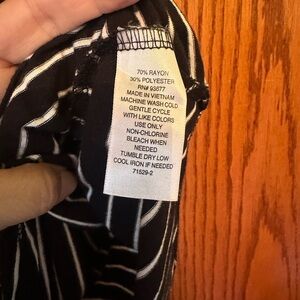 70% RAYON
30% POLYESTER
RN# 93677
MADE IN VIETNAM
MACHINE WASH COLD
GENTLE CYCLE
WITH LIKE COLORS
USE ONLY
NON-CHLORINE
BLEACH WHEN
NEEDED
TUMBLE DRY LOW
COOL IRON IF NEEDED
71529-2